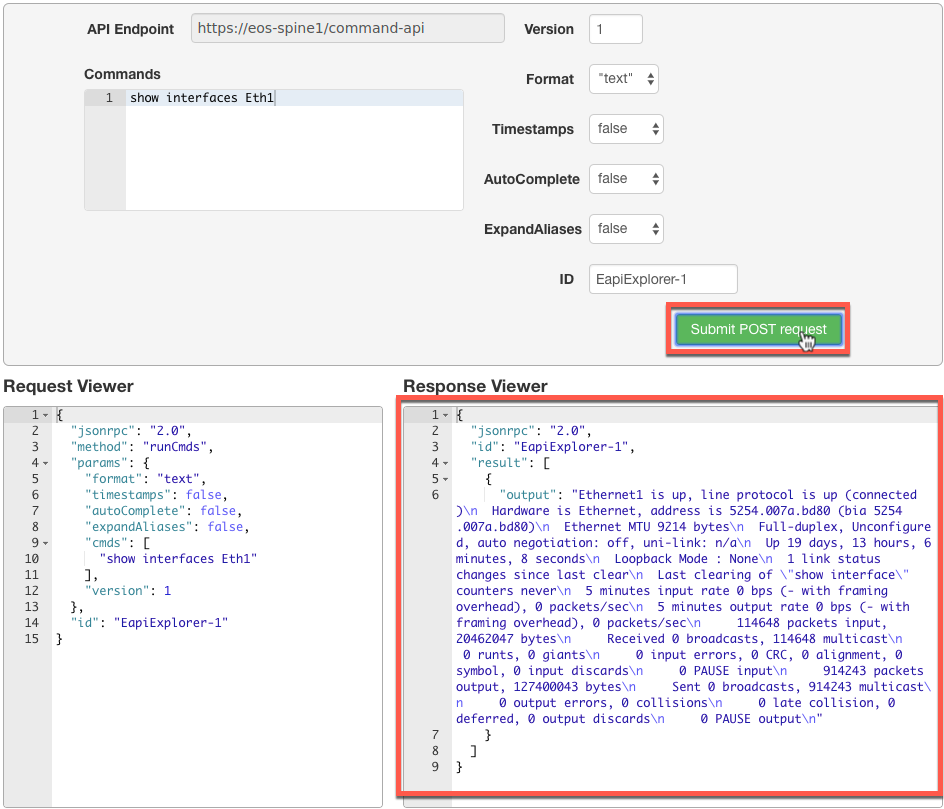 API Endpoint https://eos-spine1/command-api Version 1
Commands
Format "text"
1 show interfaces Eth1
Timestamps false
AutoComplete false
ExpandAliases false
ID EapiExplorer-1
Submit POST request
Request Viewer
1 {
2 "jsonrpc": "2.0",
3 "method": "runCmds",
4 "params": {
5 "format": "text",
6 "timestamps": false,
7 "autoComplete": false,
8 "expandAliases": false,
9 "cmds": [
10 "show interfaces Eth1"
11 ],
12 "version": 1
13 },
14 "id": "EapiExplorer-1"
15 }
Response Viewer
1 {
2 "jsonrpc": "2.0",
3 "id": "EapiExplorer-1",
4 "result": [
5 {
6 "output": "Ethernet1 is up, line protocol is up (connected
)\n  Hardware is Ethernet, address is 5254.007a.bd80 (bia 5254
.007a.bd80)\n  Ethernet MTU 9214 bytes\n  Full-duplex, Unconfigure
d, auto negotiation: off, uni-link: n/a\n  Up 19 days, 13 hours, 6
minutes, 8 seconds\n  Loopback Mode : None\n  1 link status
changes since last clear\n  Last clearing of \"show interface\"
counters never\n  5 minutes input rate 0 bps (- with framing
overhead), 0 packets/sec\n  5 minutes output rate 0 bps (- with
framing overhead), 0 packets/sec\n     114648 packets input,
20462047 bytes\n     Received 0 broadcasts, 114648 multicast\n
0 runts, 0 giants\n     0 input errors, 0 CRC, 0 alignment, 0
symbol, 0 input discards\n     0 PAUSE input\n     914243 packets
output, 127400043 bytes\n     Sent 0 broadcasts, 914243 multicast\
n     0 output errors, 0 collisions\n     0 late collision, 0
deferred, 0 output discards\n     0 PAUSE output\n"
7 }
8 ]
9 }